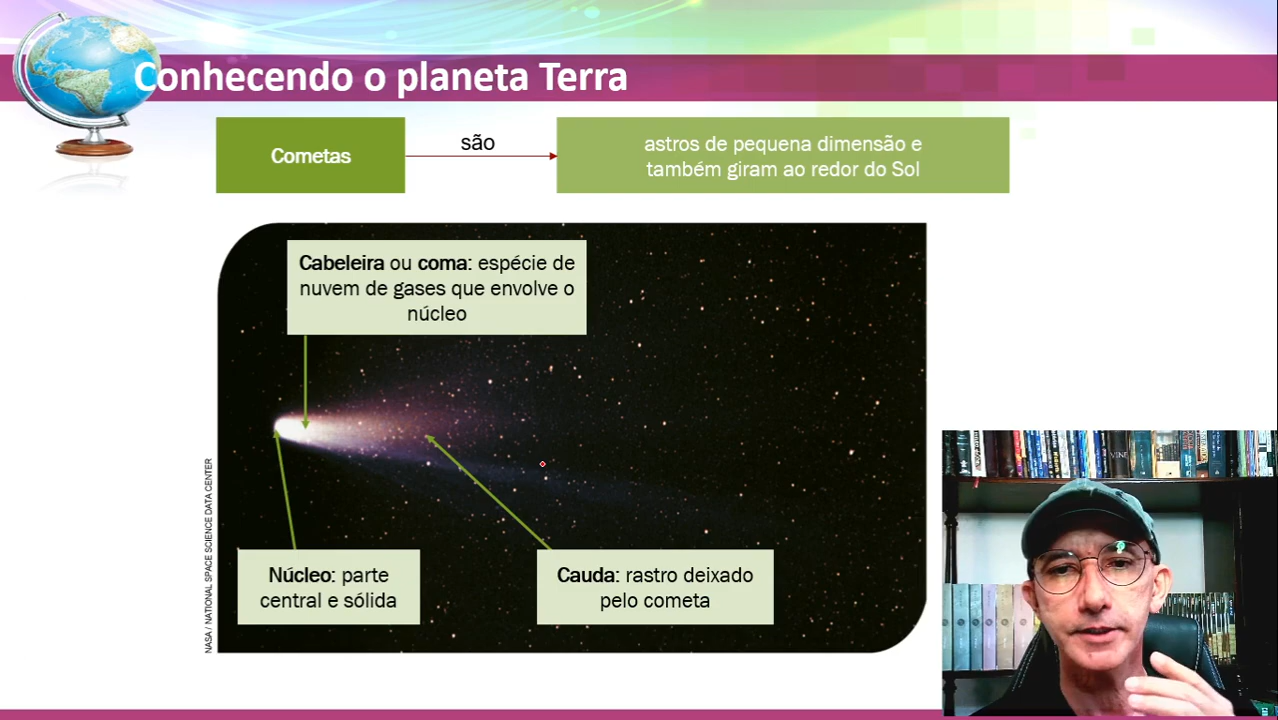 Conhecendo o planeta Terra
Cometas
são
astros de pequena dimensão e
também giram ao redor do Sol
Cabeleira ou coma: espécie de
nuvem de gases que envolve o
núcleo
Núcleo: parte
central e sólida
Cauda: rastro deixado
pelo cometa
NASA / NATIONAL SPACE SCIENCE DATA CENTER
VINE